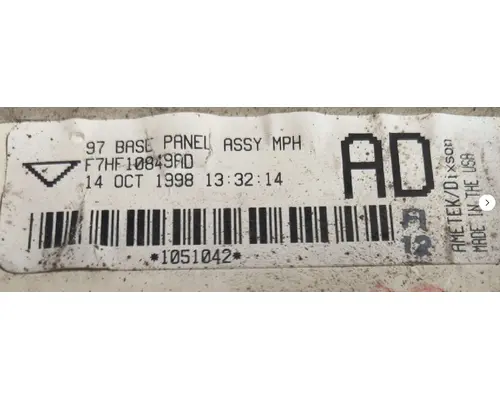 97 BASE PANEL ASSY MPH
F7HF10849AD
14 OCT 1998 13:32:14
*1051042*
AD
A
12
AMETEK/Dixson
MADE IN THE USA